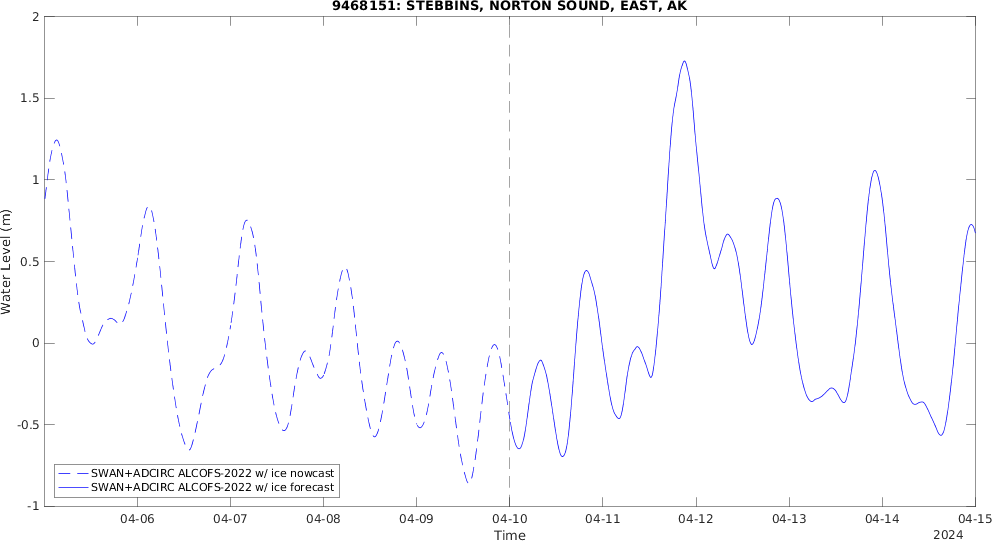 9468151: STEBBINS, NORTON SOUND, EAST, AK
2
1.5
1
0.5
0
-0.5
-1
Water Level (m)
SWAN+ADCIRC ALCOFS-2022 w/ ice nowcast
SWAN+ADCIRC ALCOFS-2022 w/ ice forecast
04-06 04-07 04-08 04-09 04-10 04-11 04-12 04-13 04-14 04-15
Time
2024